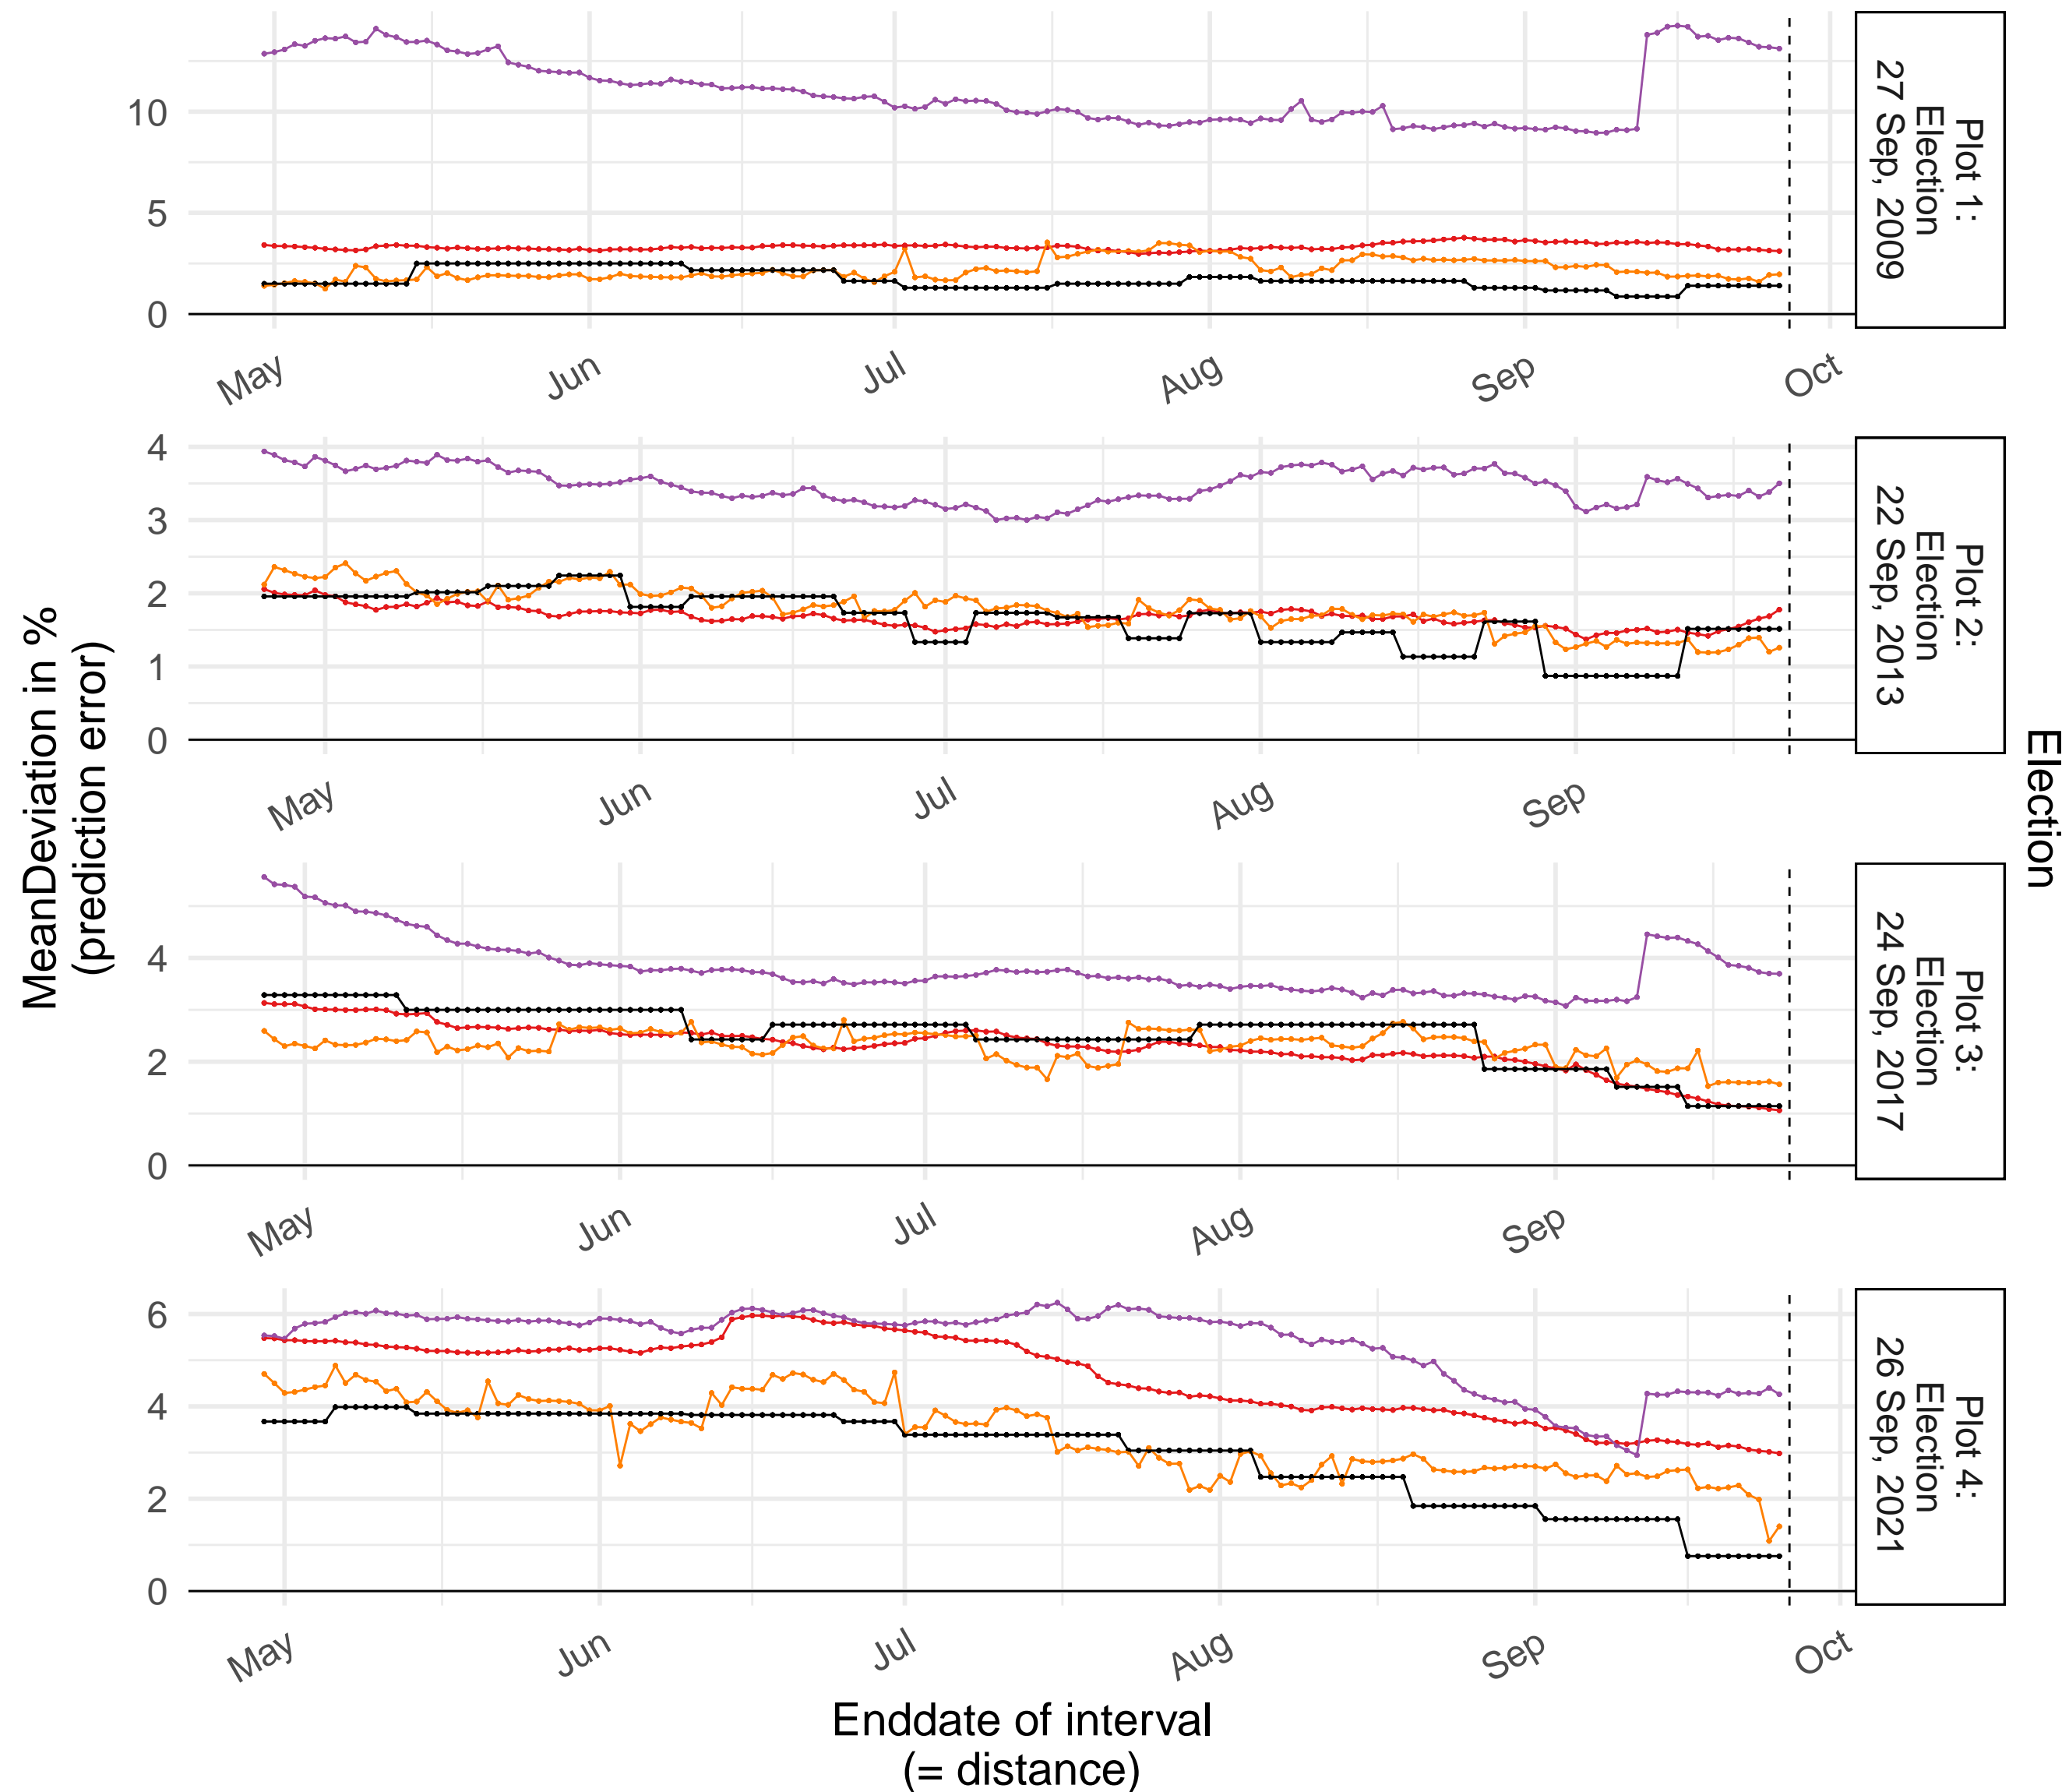 MeanDeviation in %
(prediction error)
10
5
0
May
Jun
Jul
Aug
Sep
Oct
Plot 1:
Election
27 Sep, 2009
4
3
2
1
0
May
Jun
Jul
Aug
Sep
Plot 2:
Election
22 Sep, 2013
4
2
0
May
Jun
Jul
Aug
Sep
Plot 3:
Election
24 Sep, 2017
6
4
2
0
May
Jun
Jul
Aug
Sep
Oct
Plot 4:
Election
26 Sep, 2021
Election
Enddate of interval
(= distance)